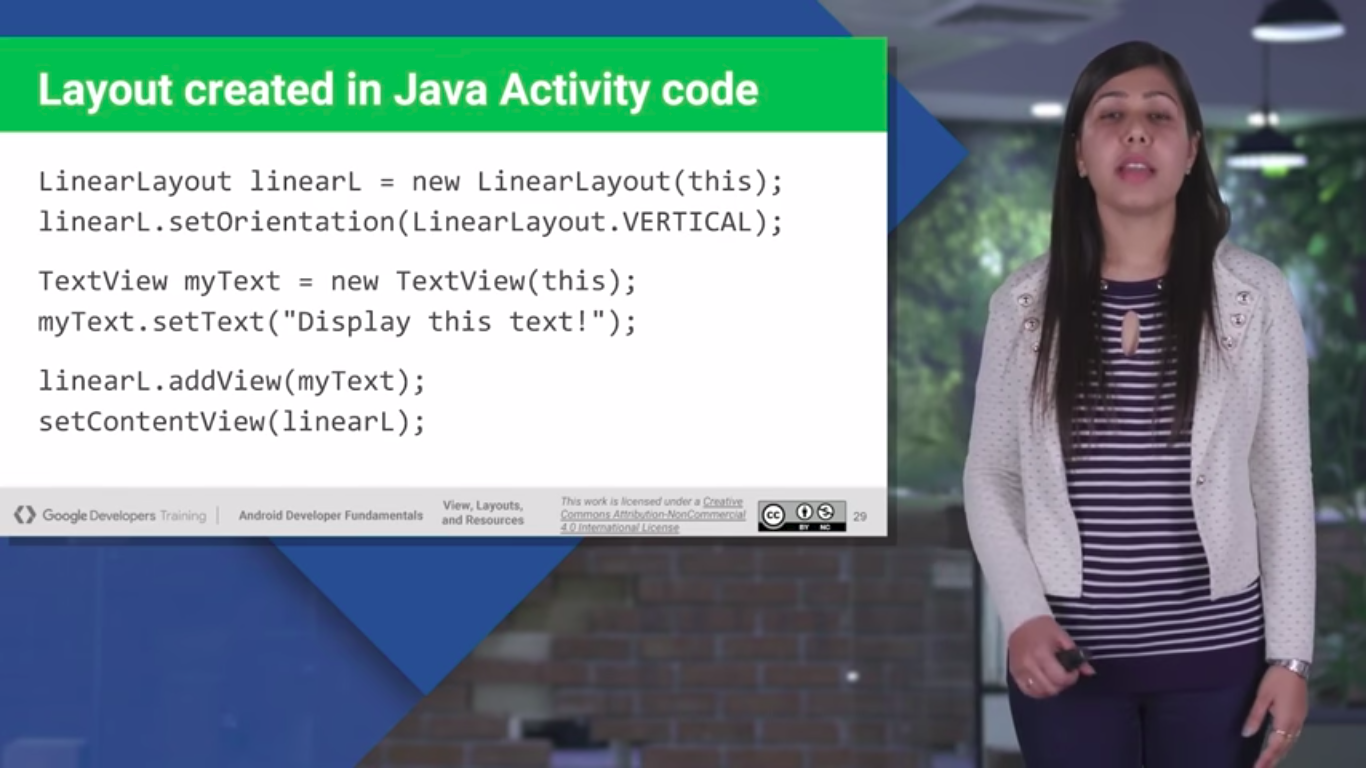 Layout created in Java Activity code
LinearLayout linearL = new LinearLayout(this);
linearL.setOrientation(LinearLayout.VERTICAL);
TextView myText = new TextView(this);
myText.setText("Display this text!");
linearL.addView(myText);
setContentView(linearL);
Google Developers Training
Android Developer Fundamentals
View, Layouts,
and Resources
This work is licensed under a Creative
Commons Attribution-NonCommercial
4.0 International License
cc
BY NC
29